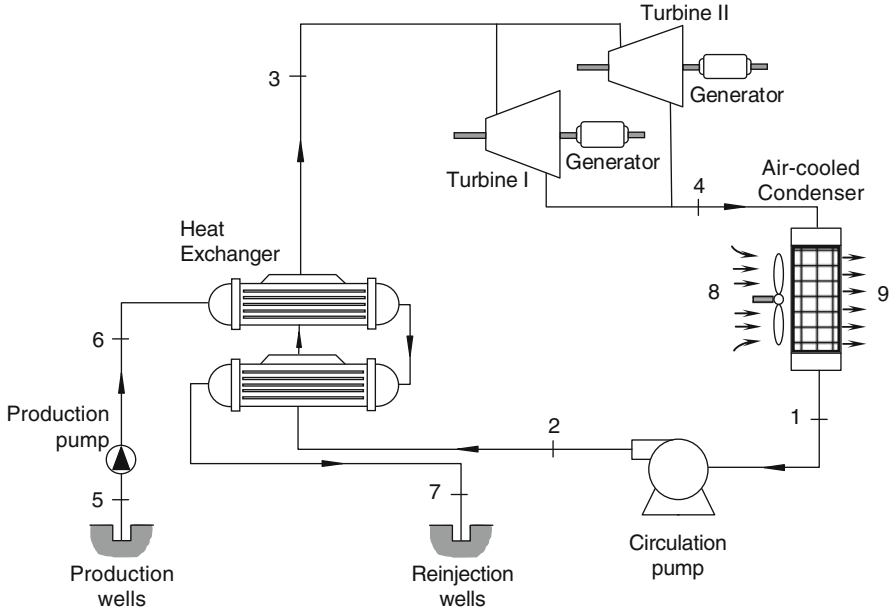 Turbine II
3
Generator
Turbine I
Generator
Air-cooled
Condenser
4
Heat
Exchanger
8
9
6
Production
pump
1
2
5
7
Production
wells
Reinjection
wells
Circulation
pump